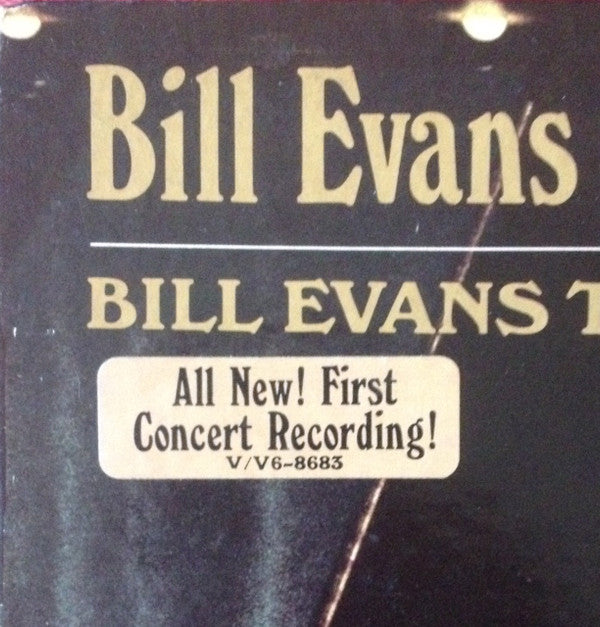 Bill Evans
BILL EVANS T
All New! First
Concert Recording!
V/V6-8683